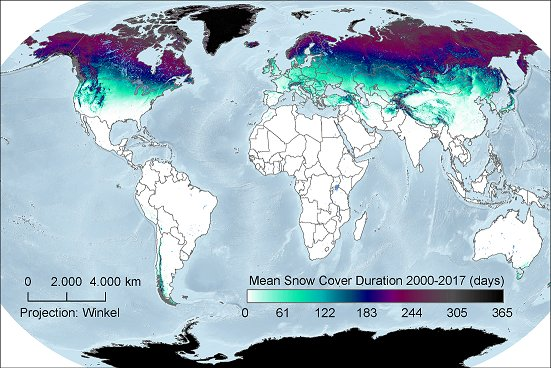 Mean Snow Cover Duration 2000-2017 (days)
0 2.000 4.000 km
0 61 122 183 244 305 365
Projection: Winkel